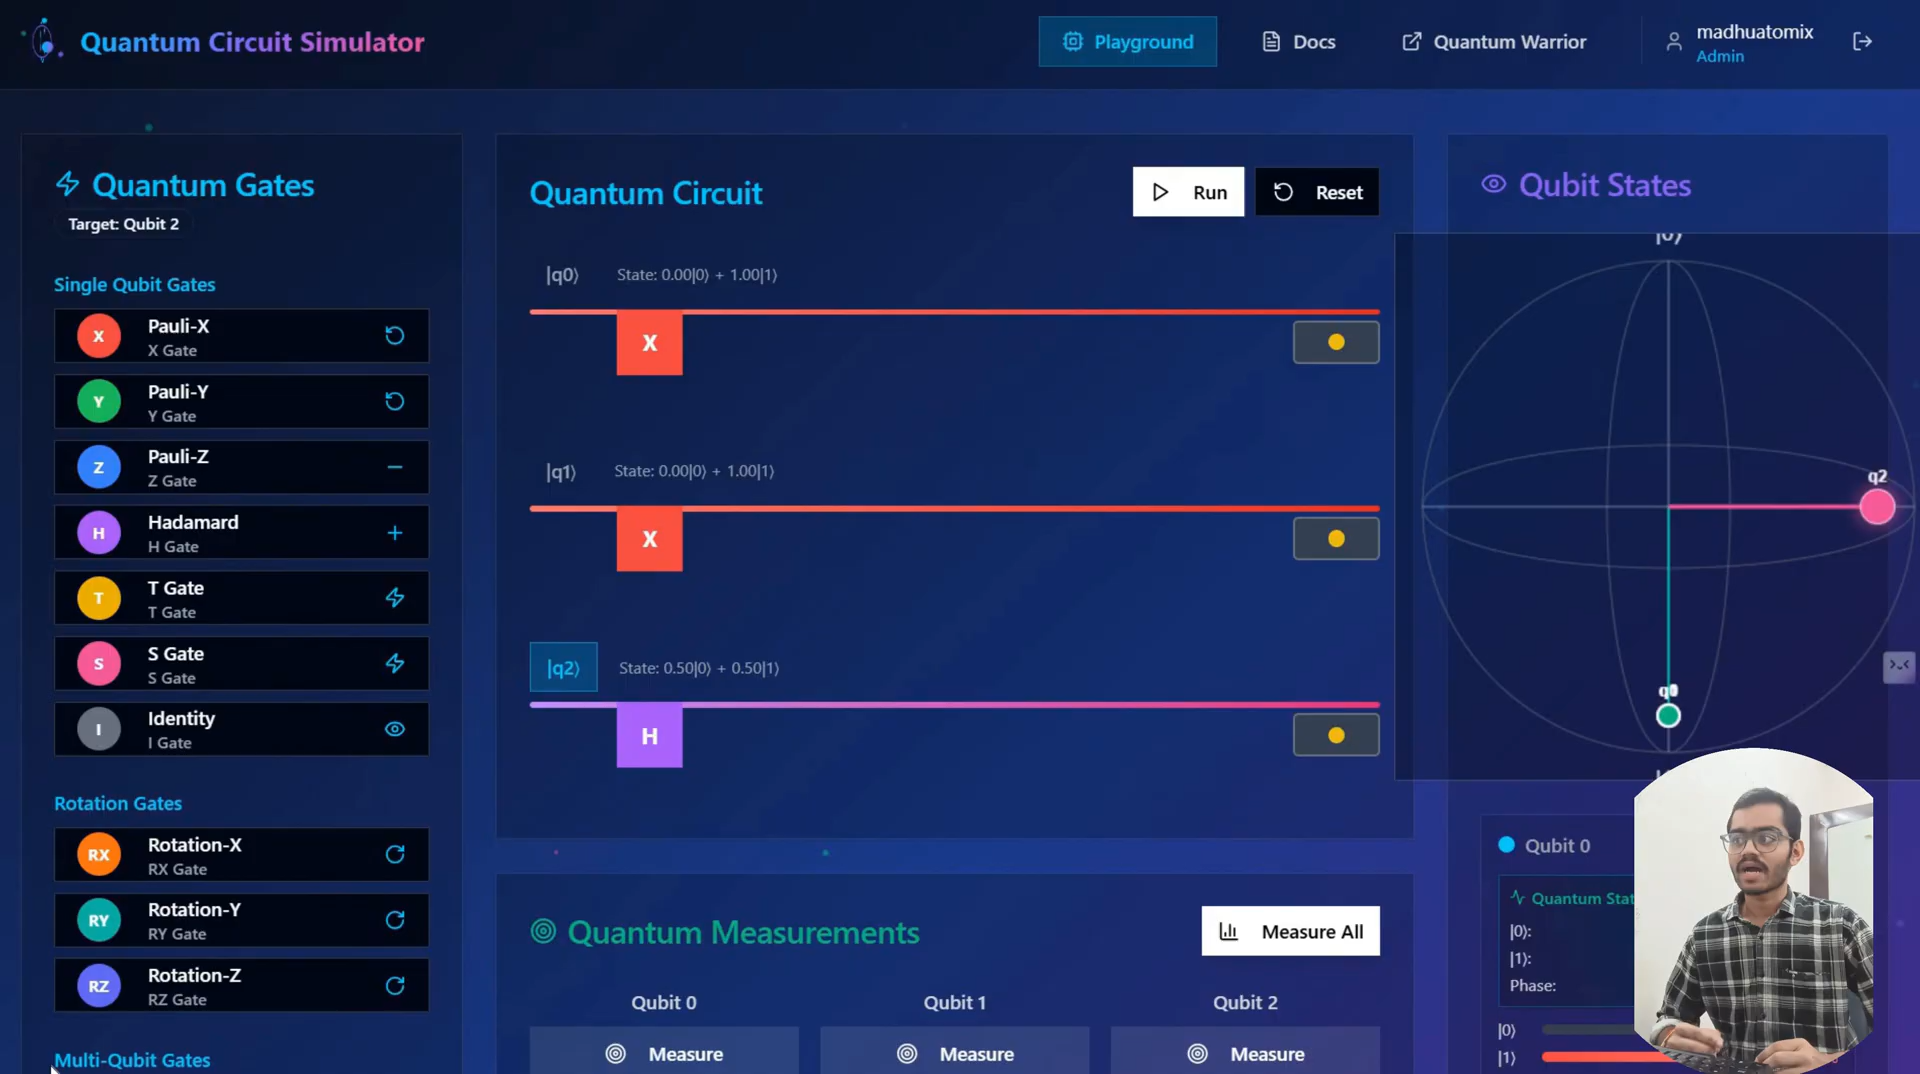 Quantum Circuit Simulator
Playground
Docs
Quantum Warrior
madhuatomix
Admin
Quantum Gates
Target: Qubit 2
Single Qubit Gates
X
Pauli-X
X Gate
Y
Pauli-Y
Y Gate
Z
Pauli-Z
Z Gate
H
Hadamard
H Gate
T
T Gate
T Gate
S
S Gate
S Gate
I
Identity
I Gate
Rotation Gates
RX
Rotation-X
RX Gate
RY
Rotation-Y
RY Gate
RZ
Rotation-Z
RZ Gate
Multi-Qubit Gates
Quantum Circuit
Run
Reset
|q0⟩
State: 0.00|0⟩ + 1.00|1⟩
X
|q1⟩
State: 0.00|0⟩ + 1.00|1⟩
X
|q2⟩
State: 0.50|0⟩ + 0.50|1⟩
H
Quantum Measurements
Measure All
Qubit 0
Qubit 1
Qubit 2
Measure
Measure
Measure
Qubit States
|0⟩
q2
Qubit 0
Quantum Stat
|0⟩:
|1⟩:
Phase:
|0⟩
|1⟩